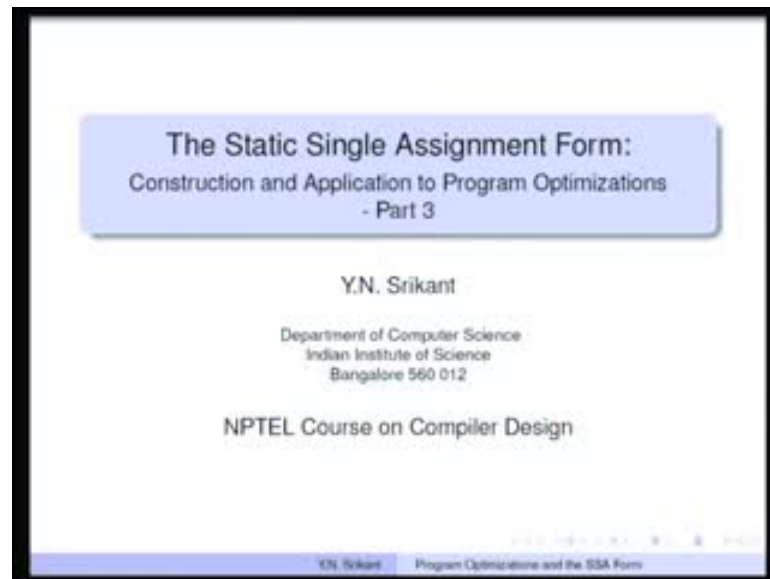 The Static Single Assignment Form:
Construction and Application to Program Optimizations
- Part 3
Y.N. Srikant
Department of Computer Science
Indian Institute of Science
Bangalore 560 012
NPTEL Course on Compiler Design
Y.N. Srikant Program Optimizations and the SSA Form